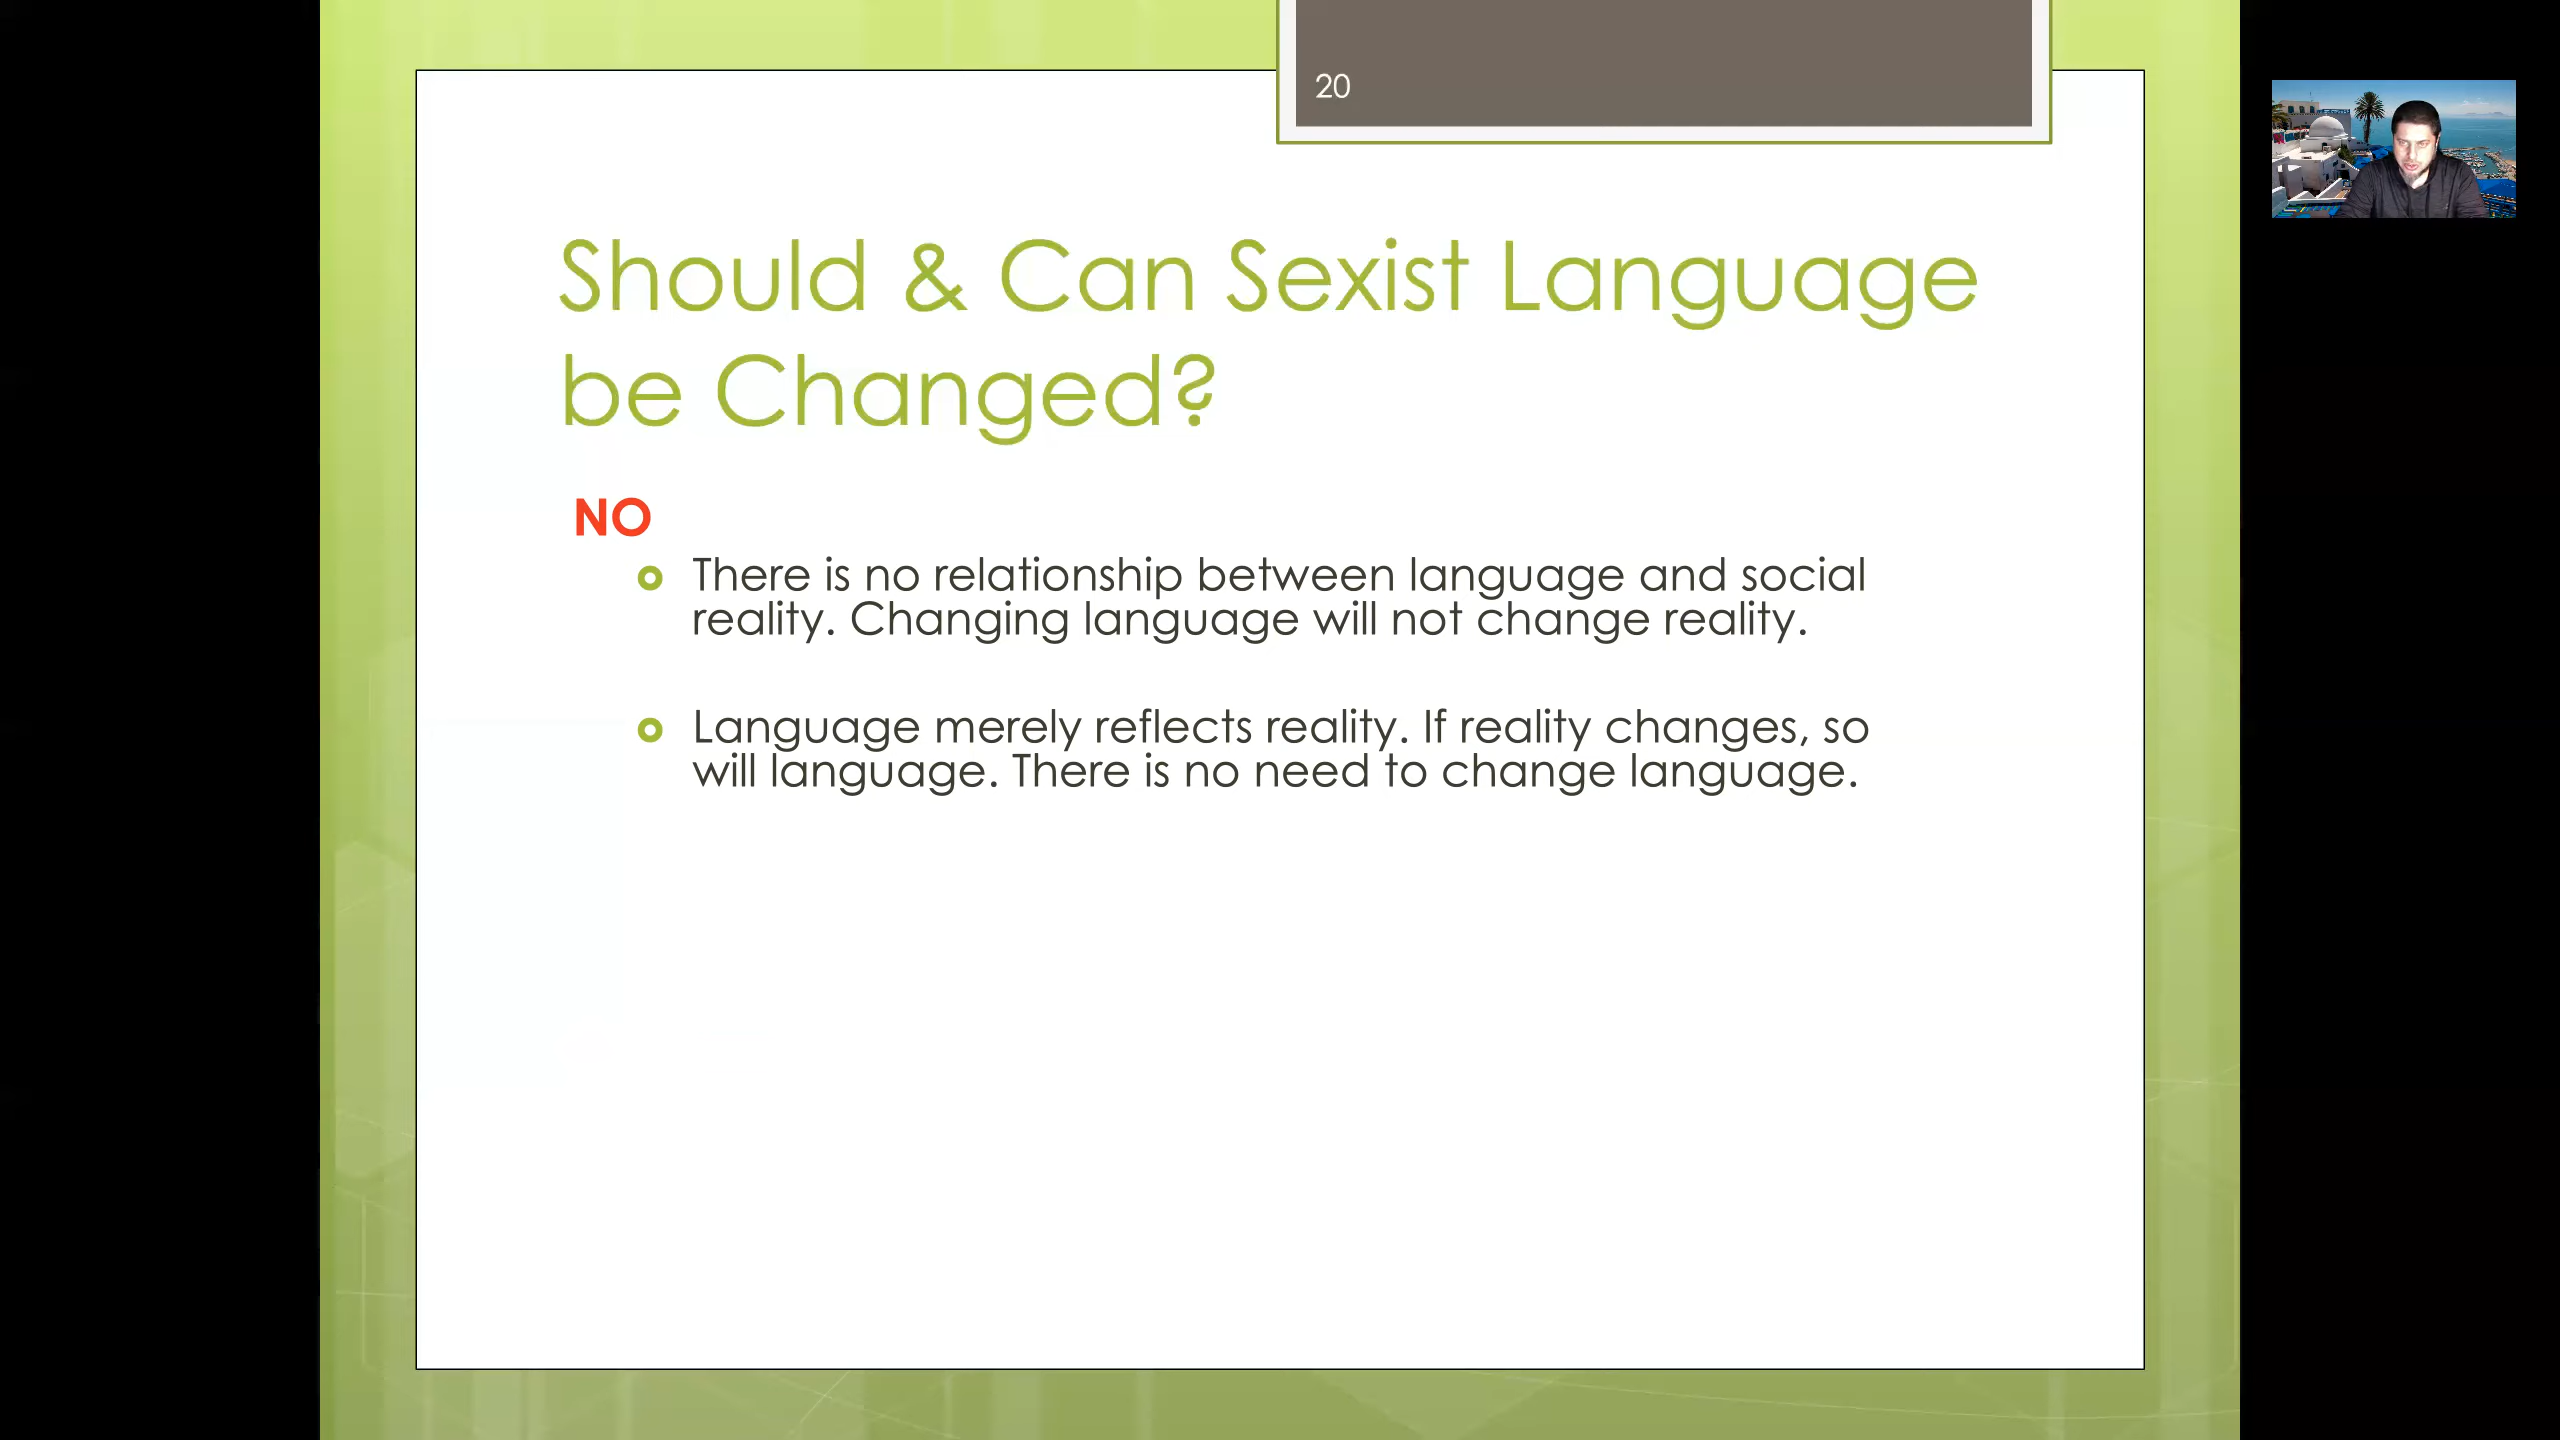 20
Should & Can Sexist Language
be Changed?
NO
There is no relationship between language and social
reality. Changing language will not change reality.
Language merely reflects reality. If reality changes, so
will language. There is no need to change language.